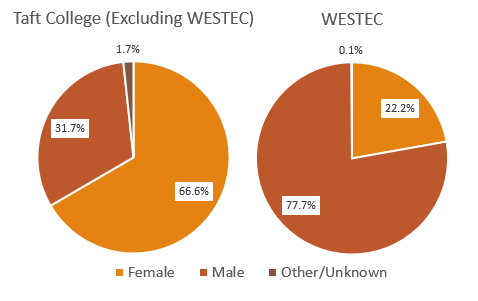 Taft College (Excluding WESTEC)
1.7%
31.7%
66.6%
WESTEC
0.1%
22.2%
77.7%
Female
Male
Other/Unknown